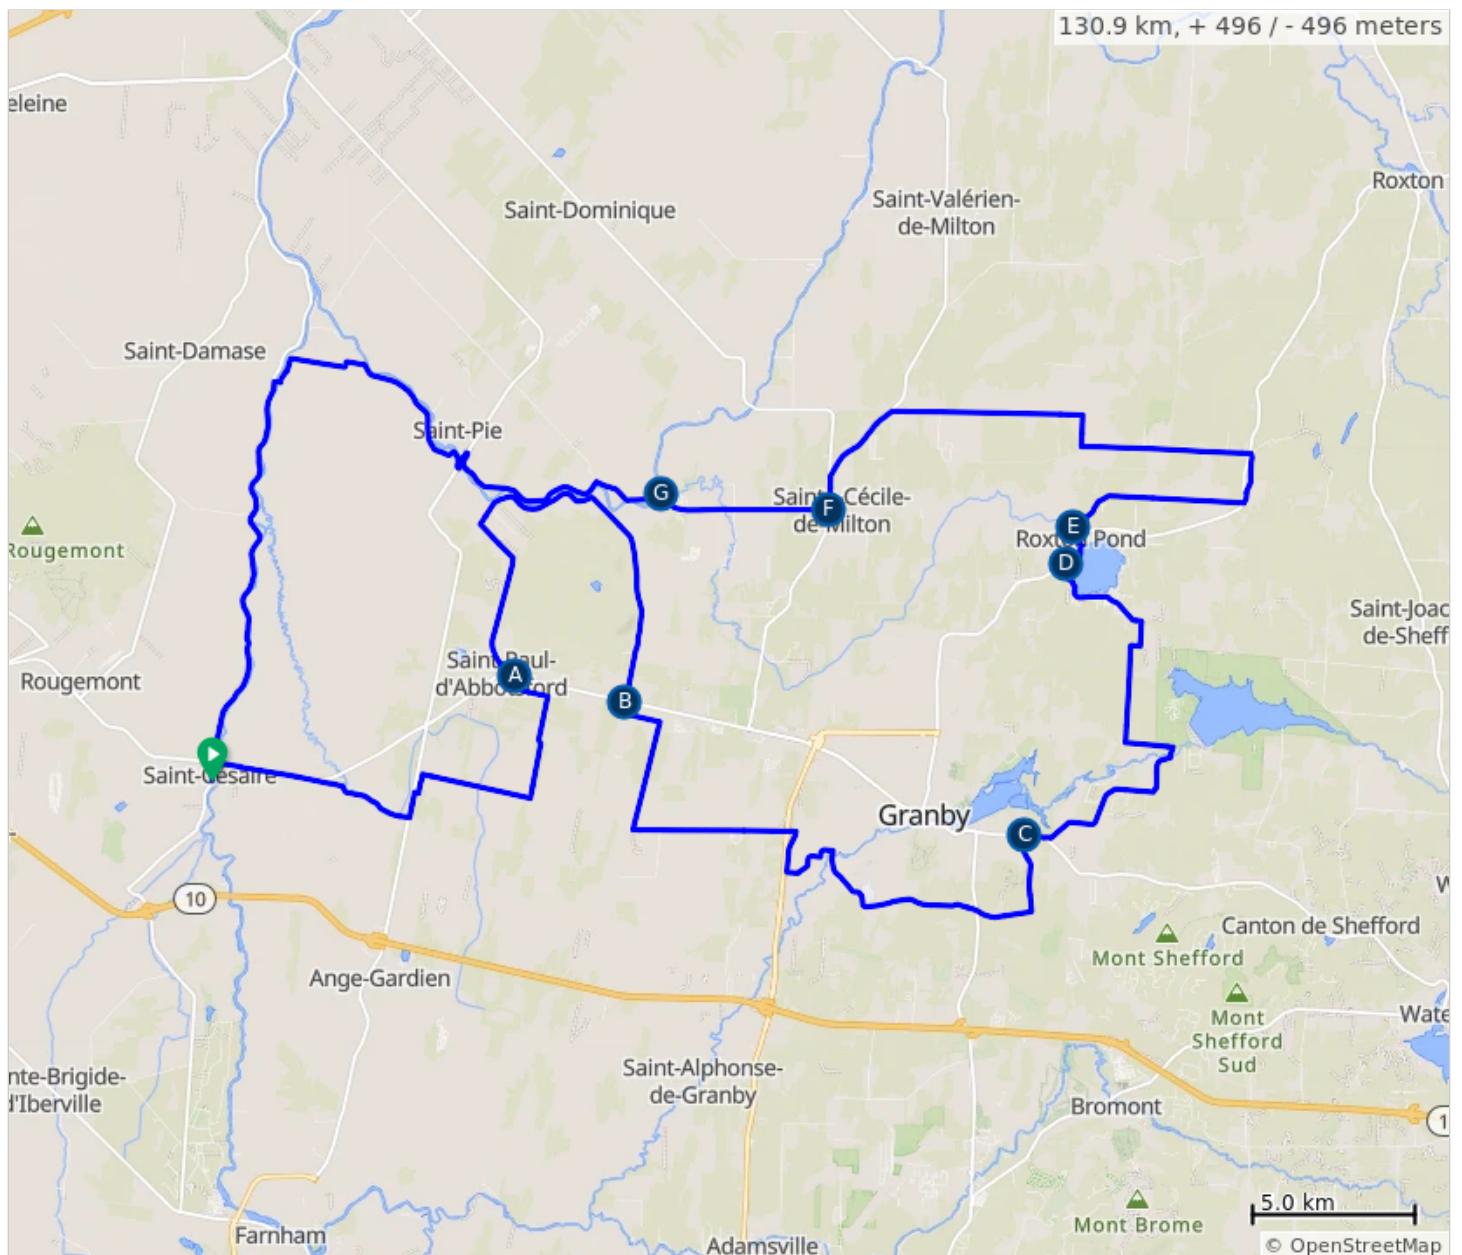 130.9 km, + 496 / - 496 meters
eleine
Roxton
Saint-Valérien-
de-Milton
Saint-Dominique
Saint-Damase
Saint-Pie
G
Saint-Cécile-
de-Milton
F
E
Roxton Pond
D
Rougemont
Saint-Joac
de-Sheff
Saint-Paul-
d'Abbotsford
A
B
Rougemont
Saint-Césaire
Granby
C
10
Canton de Shefford
Mont Shefford
Ange-Gardien
Mont
Shefford
Sud
Wate
Saint-Alphonse-
de-Granby
nte-Brigide-
d'Iberville
Bromont
1
5.0 km
Mont Brome
Farnham
Adamsville
© OpenStreetMap